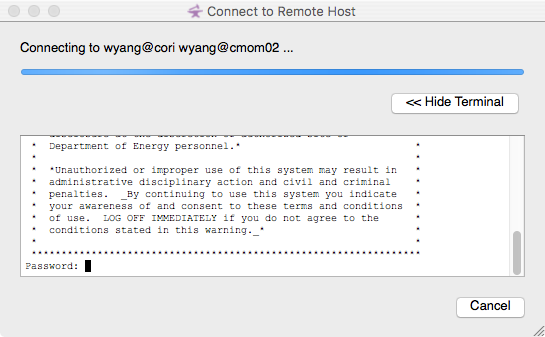 Connect to Remote Host
Connecting to wyang@cori wyang@cmom02 ...
<< Hide Terminal
* Department of Energy personnel.* *
* *
* *Unauthorized or improper use of this system may result in *
* administrative disciplinary action and civil and criminal *
* penalties. _By continuing to use this system you indicate *
* your awareness of and consent to these terms and conditions *
* of use. LOG OFF IMMEDIATELY if you do not agree to the *
* conditions stated in this warning._* *
* *
*****************************************************************
Password:
Cancel